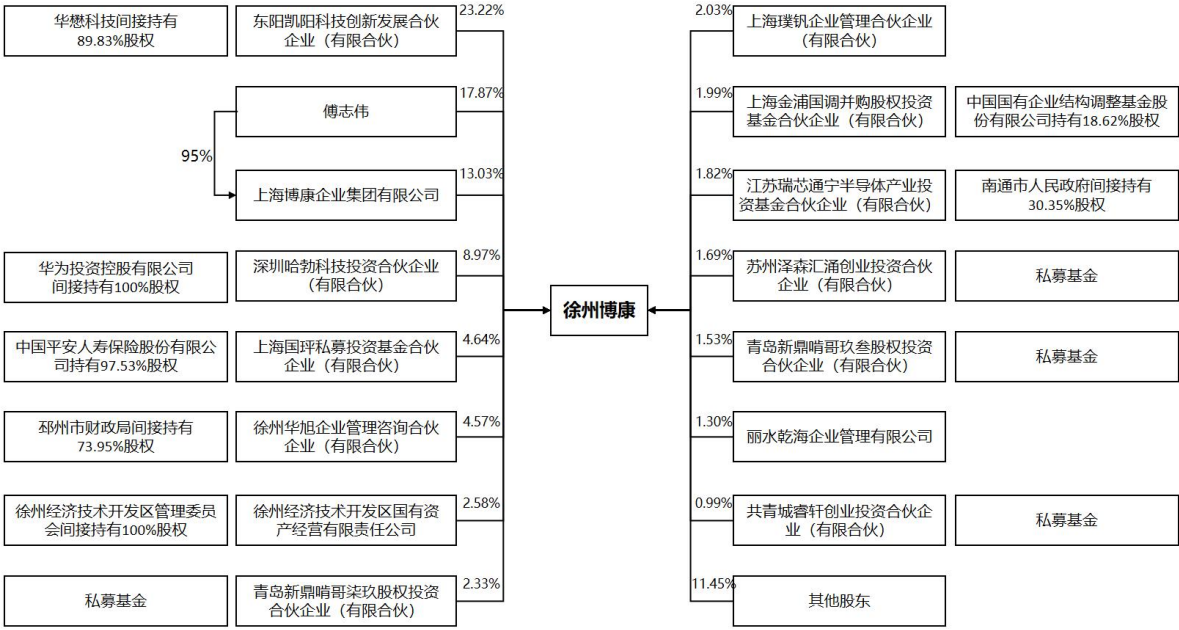 华懋科技间接持有
89.83%股权
东阳凯阳科技创新发展合伙
企业（有限合伙）
23.22%
傅志伟
17.87%
95%
上海博康企业集团有限公司
13.03%
华为投资控股有限公司
间接持有100%股权
深圳哈勃科技投资合伙企业
（有限合伙）
8.97%
中国平安人寿保险股份有限公
司持有97.53%股权
上海国玶私募投资基金合伙
企业（有限合伙）
4.64%
邳州市财政局间接持有
73.95%股权
徐州华旭企业管理咨询合伙
企业（有限合伙）
4.57%
徐州经济技术开发区管理委员
会间接持有100%股权
徐州经济技术开发区国有资
产经营有限责任公司
2.58%
私募基金
青岛新鼎啃哥柒玖股权投资
合伙企业（有限合伙）
2.33%
徐州博康
2.03%
上海璞钒企业管理合伙企业
（有限合伙）
1.99%
上海金浦国调并购股权投资
基金合伙企业（有限合伙）
中国国有企业结构调整基金股
份有限公司持有18.62%股权
1.82%
江苏瑞芯通宁半导体产业投
资基金合伙企业（有限合伙）
南通市人民政府间接持有
30.35%股权
1.69%
苏州泽森汇涌创业投资合伙
企业（有限合伙）
私募基金
1.53%
青岛新鼎啃哥玖叁股权投资
合伙企业（有限合伙）
私募基金
1.30%
丽水乾海企业管理有限公司
0.99%
共青城睿轩创业投资合伙企
业（有限合伙）
私募基金
11.45%
其他股东